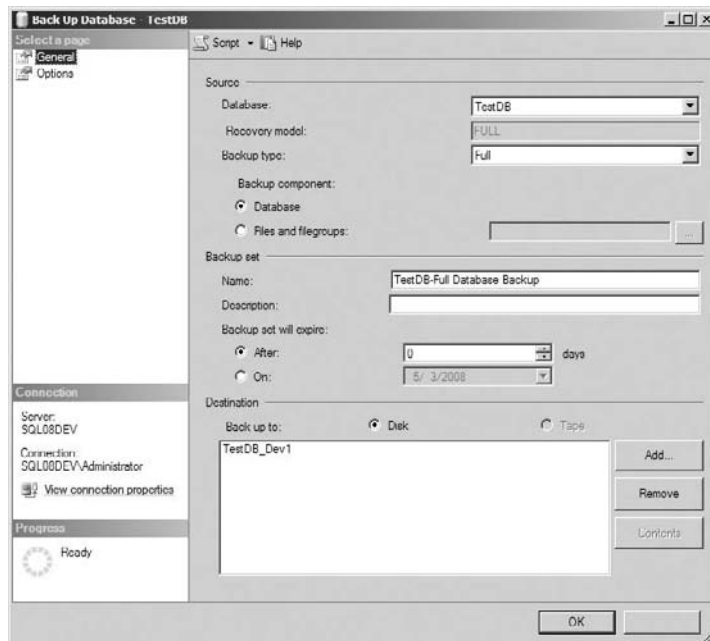 Back Up Database - TestDB
Select a page
General
Options
Script
Help
Source
Database:
TestDB
Recovery model:
FULL
Backup type:
Full
Backup component:
Database
Files and filegroups:
...
Backup set
Name:
TestDB-Full Database Backup
Description:
Backup set will expire:
After:
0
days
On:
5/ 3/2008
Destination
Back up to:
Disk
Tape
TestDB_Dev1
Add...
Remove
Contents
Connection
Server:
SQL08DEV
Connection:
SQL08DEV\Administrator
View connection properties
Progress
Ready
OK